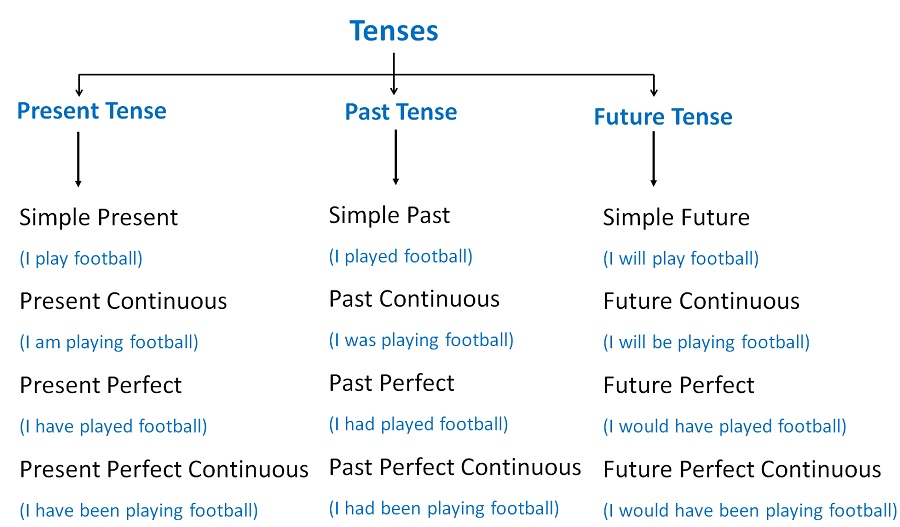 Tenses
Present Tense
Past Tense
Future Tense
Simple Present
(I play football)
Present Continuous
(I am playing football)
Present Perfect
(I have played football)
Present Perfect Continuous
(I have been playing football)
Simple Past
(I played football)
Past Continuous
(I was playing football)
Past Perfect
(I had played football)
Past Perfect Continuous
(I had been playing football)
Simple Future
(I will play football)
Future Continuous
(I will be playing football)
Future Perfect
(I would have played football)
Future Perfect Continuous
(I would have been playing football)